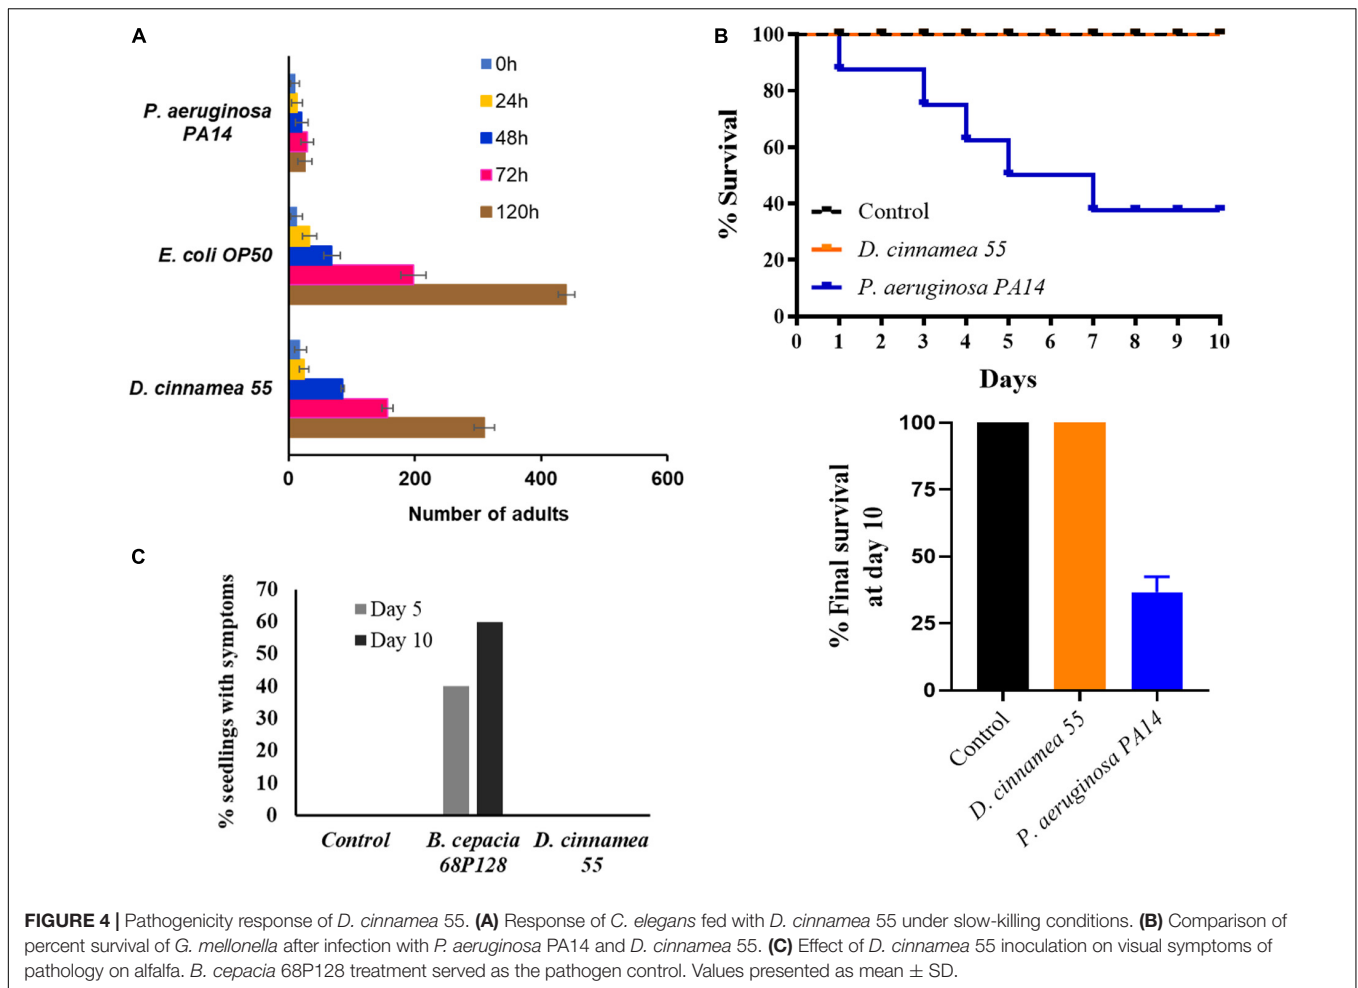 A
P. aeruginosa
PA14
E. coli OP50
D. cinnamea 55
0h
24h
48h
72h
120h
0 200 400 600
Number of adults
B
100
80
60
40
20
0
% Survival
Control
D. cinnamea 55
P. aeruginosa PA14
0 1 2 3 4 5 6 7 8 9 10
Days
100
75
50
25
0
% Final survival
at day 10
Control
D. cinnamea 55
P. aeruginosa PA14
C
70
60
50
40
30
20
10
0
% seedlings with symptoms
Day 5
Day 10
Control
B. cepacia
68P128
D. cinnamea
55
FIGURE 4 | Pathogenicity response of D. cinnamea 55. (A) Response of C. elegans fed with D. cinnamea 55 under slow-killing conditions. (B) Comparison of
percent survival of G. mellonella after infection with P. aeruginosa PA14 and D. cinnamea 55. (C) Effect of D. cinnamea 55 inoculation on visual symptoms of
pathology on alfalfa. B. cepacia 68P128 treatment served as the pathogen control. Values presented as mean ± SD.